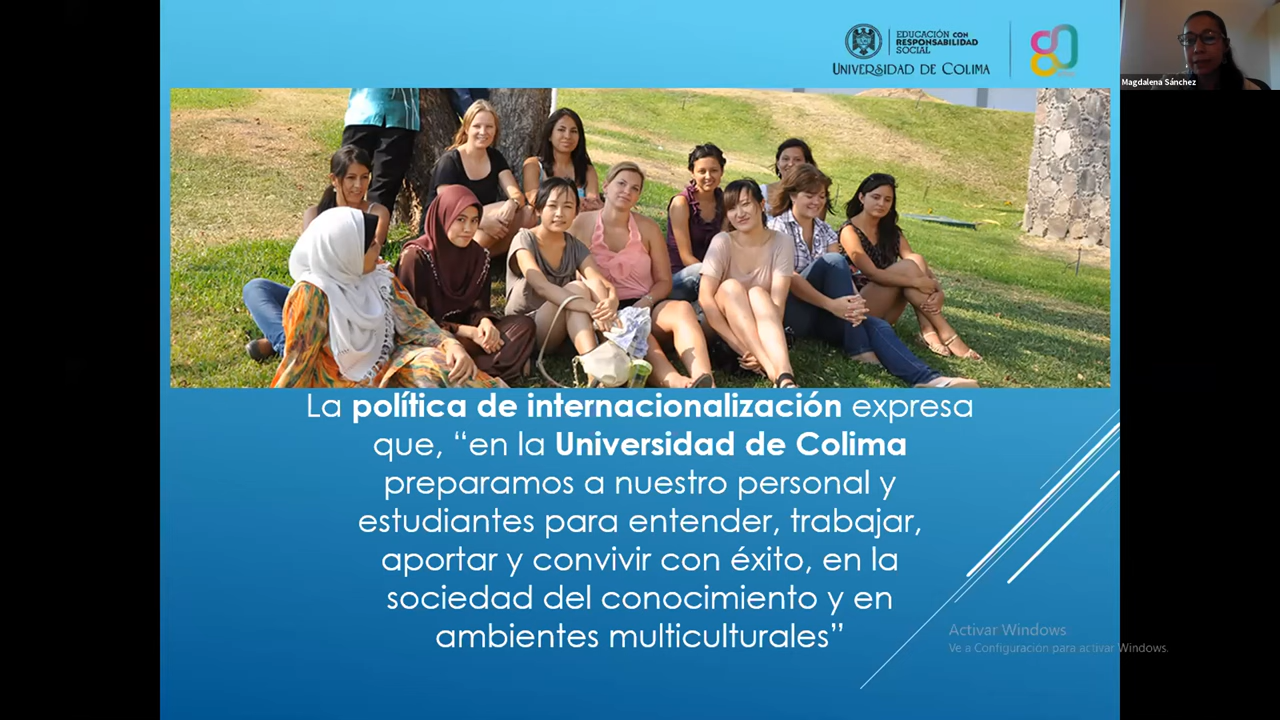 EDUCACIÓN CON
RESPONSABILIDAD
SOCIAL
UNIVERSIDAD DE COLIMA
80
Magdalena Sánchez
La política de internacionalización expresa
que, “en la Universidad de Colima
preparamos a nuestro personal y
estudiantes para entender, trabajar,
aportar y convivir con éxito, en la
sociedad del conocimiento y en
ambientes multiculturales”
Activar Windows
Ve a Configuración para activar Windows.